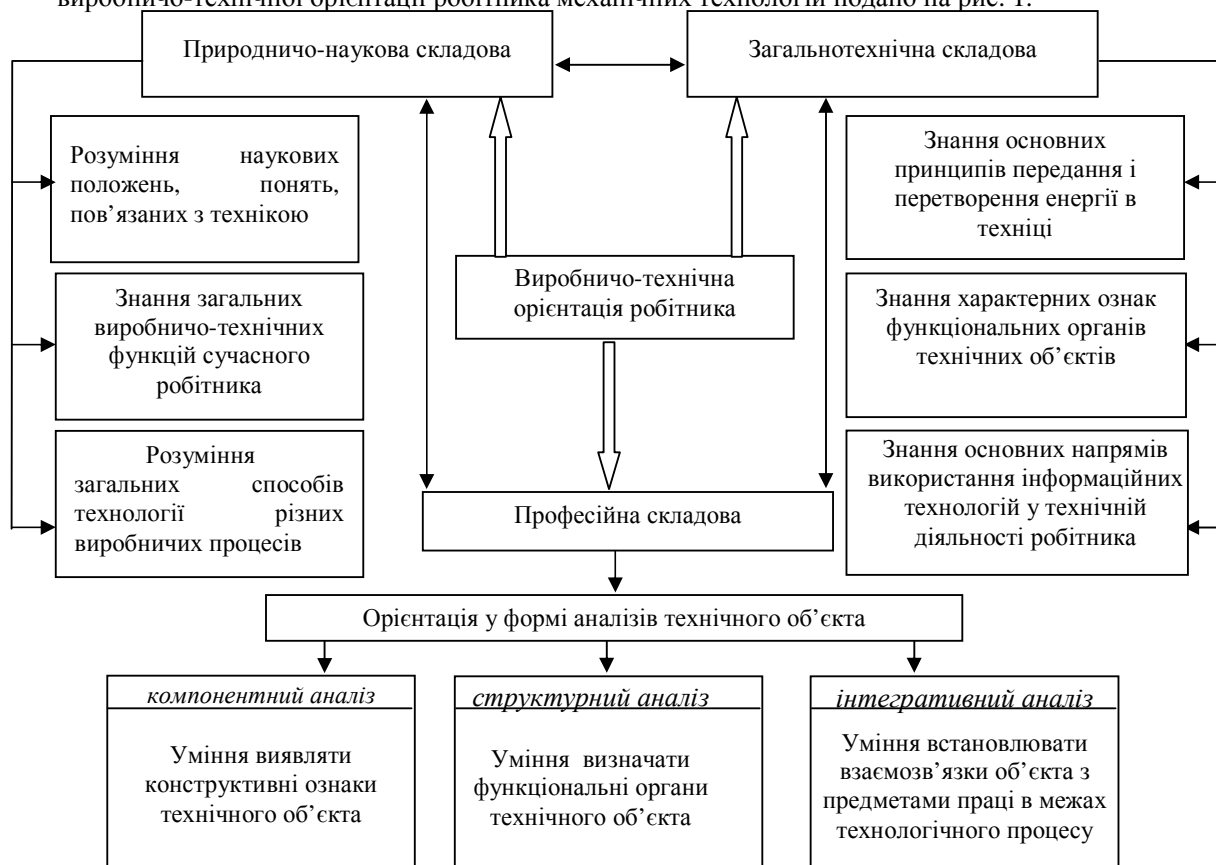 виробничо-технічної орієнтації робітника механічних технологій подано на рис. 1.
Природничо-наукова складова
Загальнотехнічна складова
Розуміння наукових
положень, понять,
пов’язаних з технікою
Знання основних
принципів передання і
перетворення енергії в
техніці
Виробничо-технічна
орієнтація робітника
Знання загальних
виробничо-технічних
функцій сучасного
робітника
Знання характерних ознак
функціональних органів
технічних об’єктів
Розуміння
загальних способів
технології різних
виробничих процесів
Знання основних напрямів
використання інформаційних
технологій у технічній
діяльності робітника
Професійна складова
Орієнтація у формі аналізів технічного об’єкта
компонентний аналіз
Уміння виявляти
конструктивні ознаки
технічного об’єкта
структурний аналіз
Уміння визначати
функціональні органи
технічного об’єкта
інтегративний аналіз
Уміння встановлювати
взаємозв’язки об’єкта з
предметами праці в межах
технологічного процесу